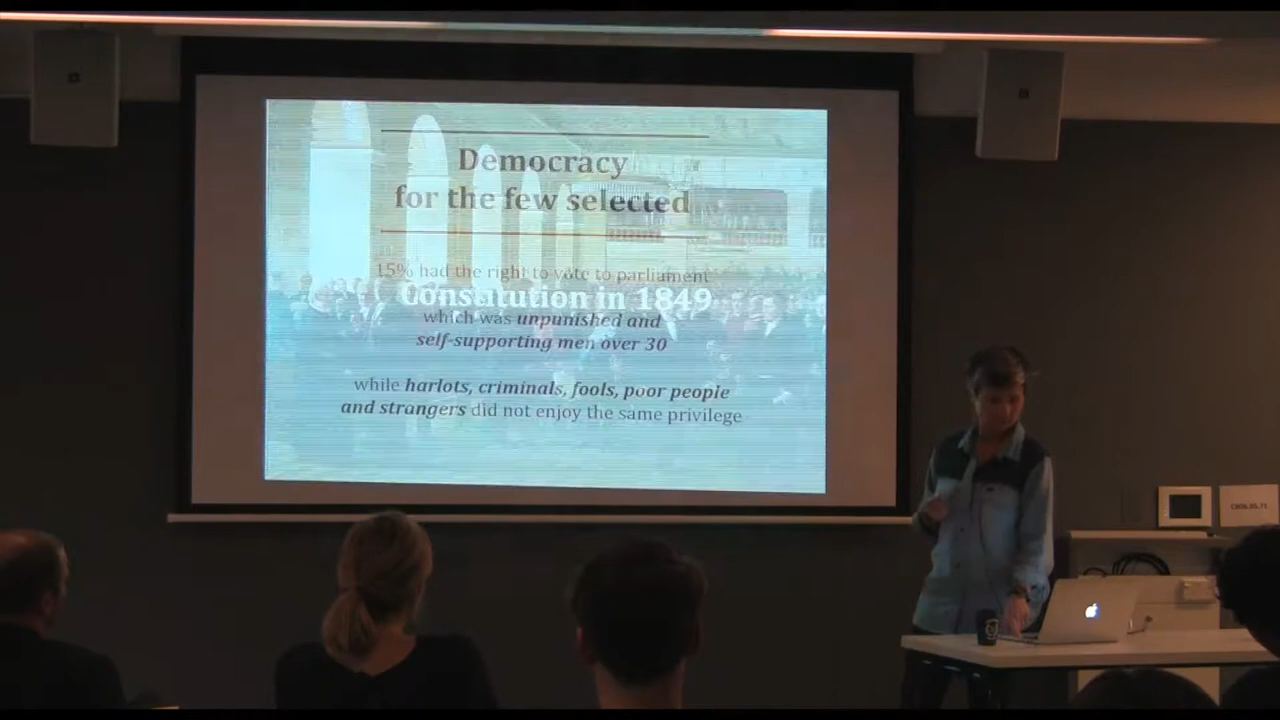 Democracy
for the few selected
15% had the right to vote to parliament
Constitution in 1849
which was unpunished and
self-supporting men over 30
while harlots, criminals, fools, poor people
and strangers did not enjoy the same privilege